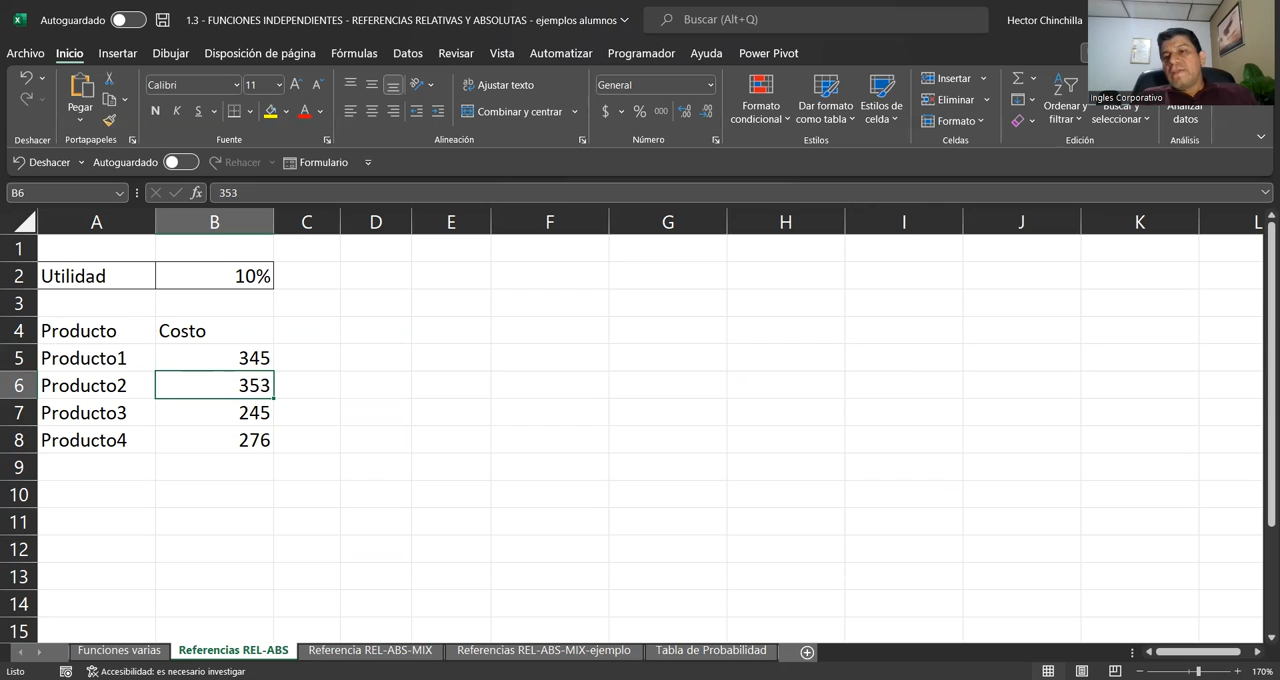 Autoguardado 1.3 - FUNCIONES INDEPENDIENTES - REFERENCIAS RELATIVAS Y ABSOLUTAS - ejemplos alumnos Buscar (Alt+Q) Hector Chinchilla
Archivo Inicio Insertar Dibujar Disposición de página Fórmulas Datos Revisar Vista Automatizar Programador Ayuda Power Pivot
Pegar
Calibri 11
N K S
Ajustar texto
Combinar y centrar
General
$ % 000
Formato condicional
Dar formato como tabla
Estilos de celda
Insertar
Eliminar
Formato
Ordenar y filtrar
Buscar y seleccionar
Analizar datos
Ingles Corporativo
Deshacer Portapapeles Fuente Alineación Número Estilos Celdas Edición Análisis
Deshacer Autoguardado Rehacer Formulario
B6 fx 353
A B C D E F G H I J K L
1
2 Utilidad 10%
3
4 Producto Costo
5 Producto1 345
6 Producto2 353
7 Producto3 245
8 Producto4 276
9
10
11
12
13
14
15
Funciones varias Referencias REL-ABS Referencia REL-ABS-MIX Referencias REL-ABS-MIX-ejemplo Tabla de Probabilidad
Listo Accesibilidad: es necesario investigar 170%